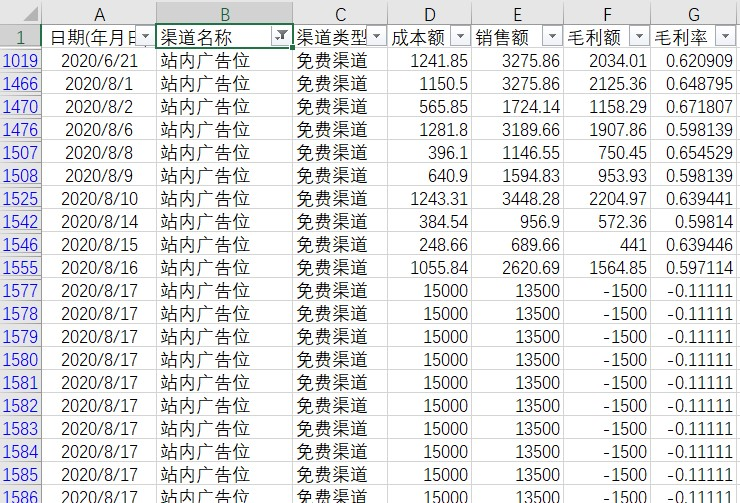 A B C D E F G
1 日期(年月日 渠道名称 渠道类型 成本额 销售额 毛利额 毛利率
1019 2020/6/21 站内广告位 免费渠道 1241.85 3275.86 2034.01 0.620909
1466 2020/8/1 站内广告位 免费渠道 1150.5 3275.86 2125.36 0.648795
1470 2020/8/2 站内广告位 免费渠道 565.85 1724.14 1158.29 0.671807
1476 2020/8/6 站内广告位 免费渠道 1281.8 3189.66 1907.86 0.598139
1507 2020/8/8 站内广告位 免费渠道 396.1 1146.55 750.45 0.654529
1508 2020/8/9 站内广告位 免费渠道 640.9 1594.83 953.93 0.598139
1525 2020/8/10 站内广告位 免费渠道 1243.31 3448.28 2204.97 0.639441
1542 2020/8/14 站内广告位 免费渠道 384.54 956.9 572.36 0.59814
1546 2020/8/15 站内广告位 免费渠道 248.66 689.66 441 0.639446
1555 2020/8/16 站内广告位 免费渠道 1055.84 2620.69 1564.85 0.597114
1577 2020/8/17 站内广告位 免费渠道 15000 13500 -1500 -0.11111
1578 2020/8/17 站内广告位 免费渠道 15000 13500 -1500 -0.11111
1579 2020/8/17 站内广告位 免费渠道 15000 13500 -1500 -0.11111
1580 2020/8/17 站内广告位 免费渠道 15000 13500 -1500 -0.11111
1581 2020/8/17 站内广告位 免费渠道 15000 13500 -1500 -0.11111
1582 2020/8/17 站内广告位 免费渠道 15000 13500 -1500 -0.11111
1583 2020/8/17 站内广告位 免费渠道 15000 13500 -1500 -0.11111
1584 2020/8/17 站内广告位 免费渠道 15000 13500 -1500 -0.11111
1585 2020/8/17 站内广告位 免费渠道 15000 13500 -1500 -0.11111
1586 2020/8/17 站内广告位 免费渠道 15000 13500 -1500 -0.11111